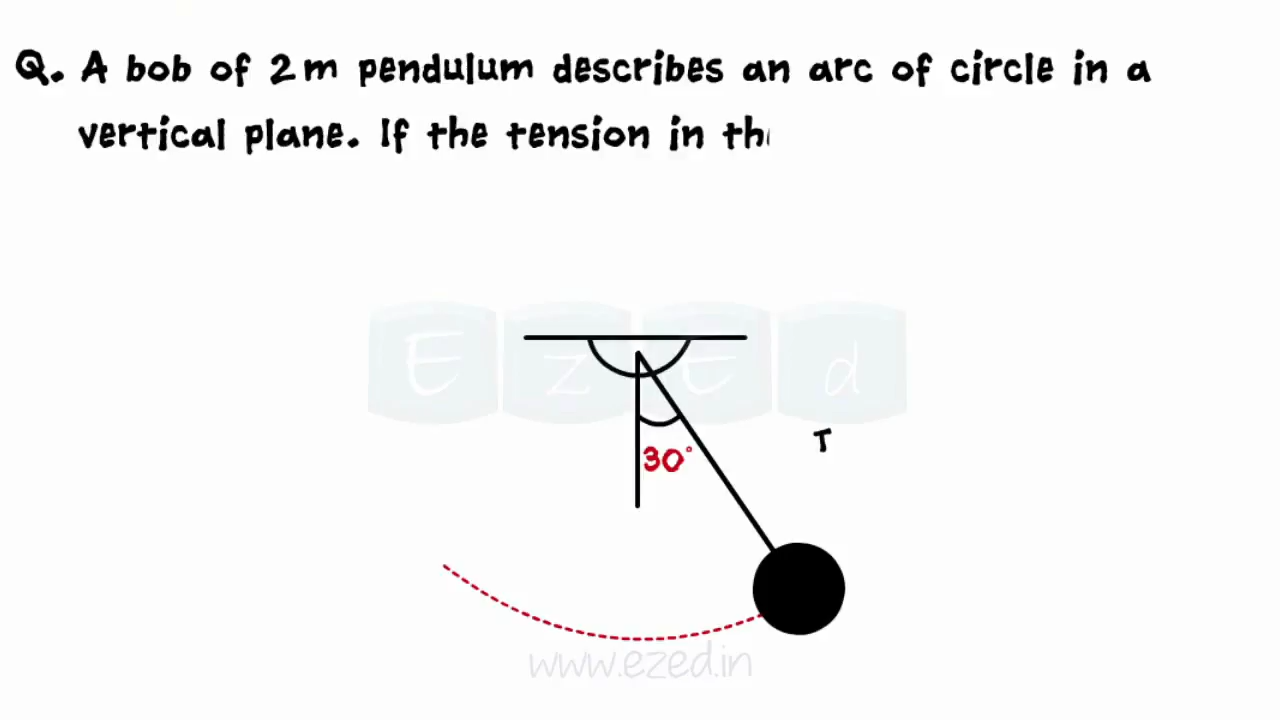 Q. A bob of 2m pendulum describes an arc of circle in a
vertical plane. If the tension in th
E z E d
T
30°
www.ezed.in